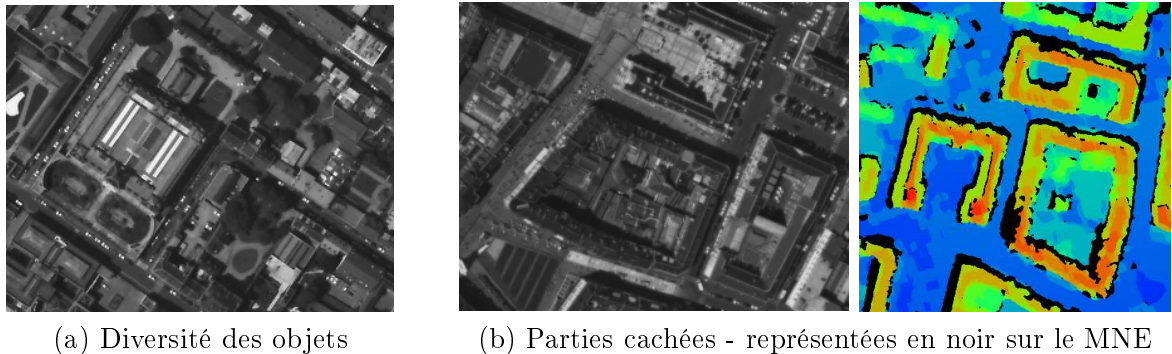 (a) Diversité des objets
(b) Parties cachées - représentées en noir sur le MNE